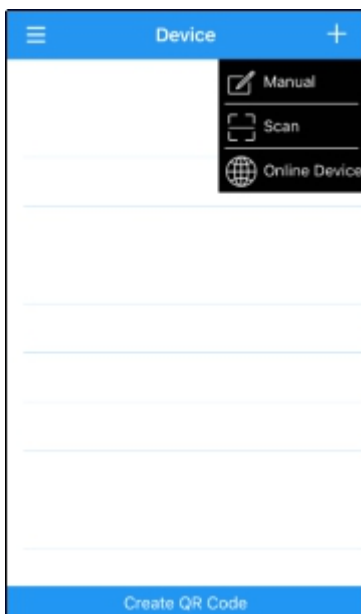 Device
Manual
Scan
Online Device
Create QR Code